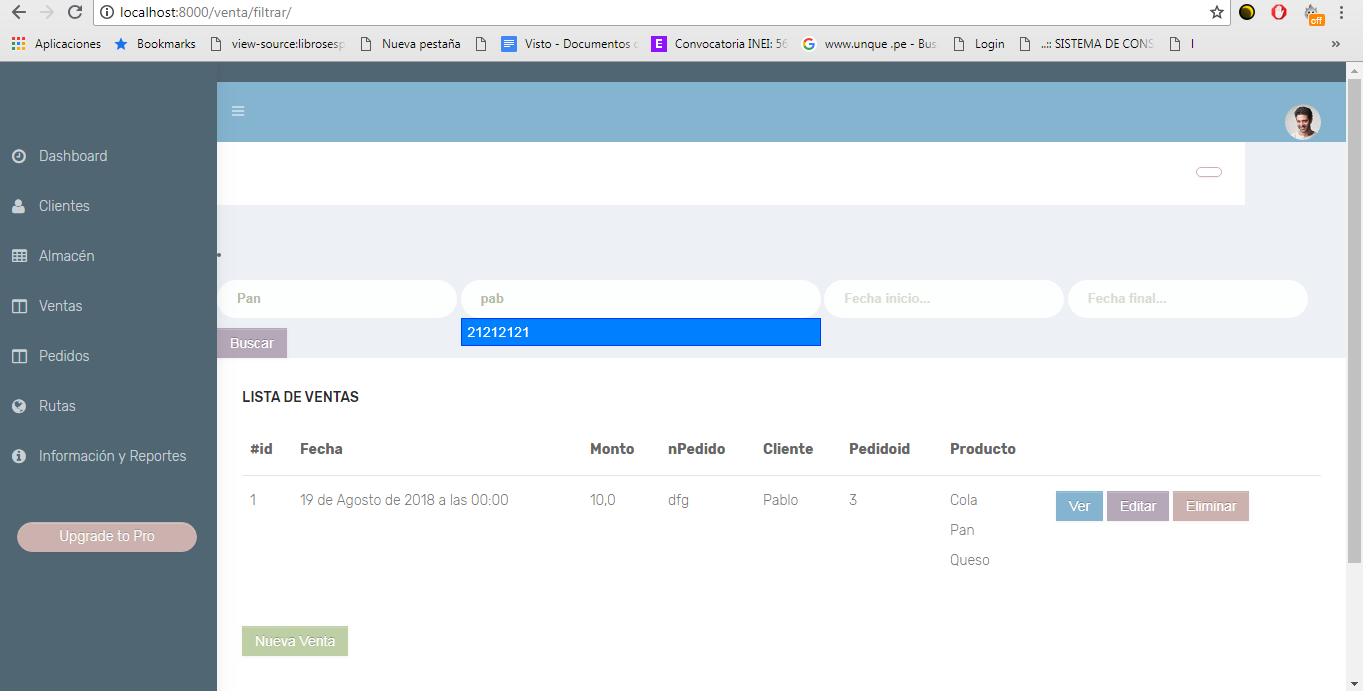 localhost:8000/venta/filtrar/
off
Aplicaciones Bookmarks view-source:librosesp Nueva pestaña Visto - Documentos E Convocatoria INEI: 56 G www.unque .pe - Bus Login ..:: SISTEMA DE CONS I »
Dashboard
Clientes
Almacén
Ventas
Pedidos
Rutas
Información y Reportes
Upgrade to Pro
Pan pab Fecha inicio... Fecha final...
21212121
Buscar
LISTA DE VENTAS
#id Fecha Monto nPedido Cliente Pedidoid Producto
1 19 de Agosto de 2018 a las 00:00 10,0 dfg Pablo 3 Cola Ver Editar Eliminar
Pan
Queso
Nueva Venta